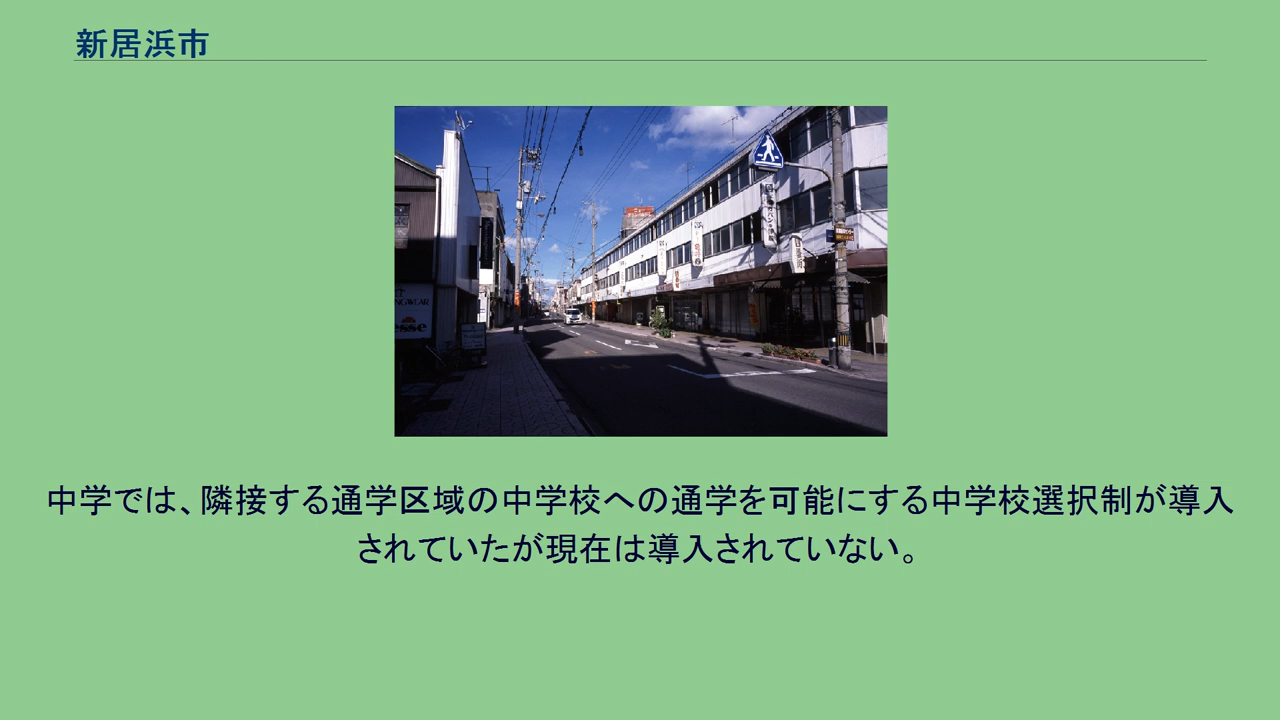 新居浜市
中学では、隣接する通学区域の中学校への通学を可能にする中学校選択制が導入
されていたが現在は導入されていない。